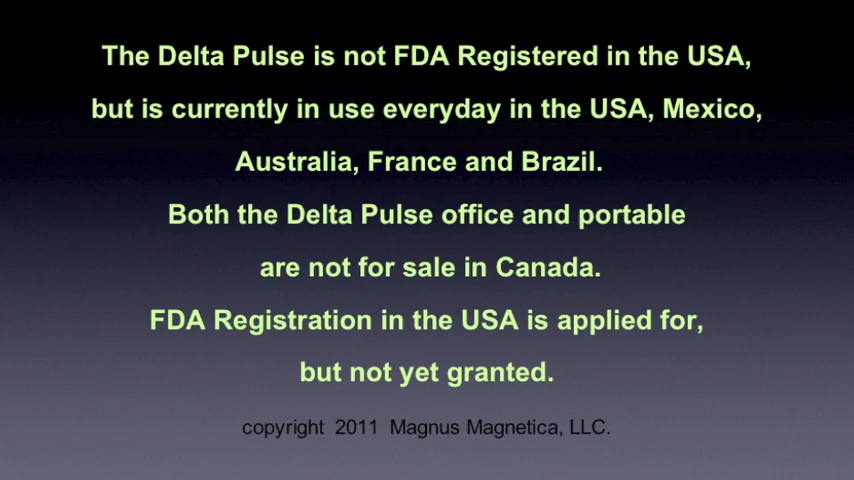 The Delta Pulse is not FDA Registered in the USA,
but is currently in use everyday in the USA, Mexico,
Australia, France and Brazil.
Both the Delta Pulse office and portable
are not for sale in Canada.
FDA Registration in the USA is applied for,
but not yet granted.
copyright 2011 Magnus Magnetica, LLC.